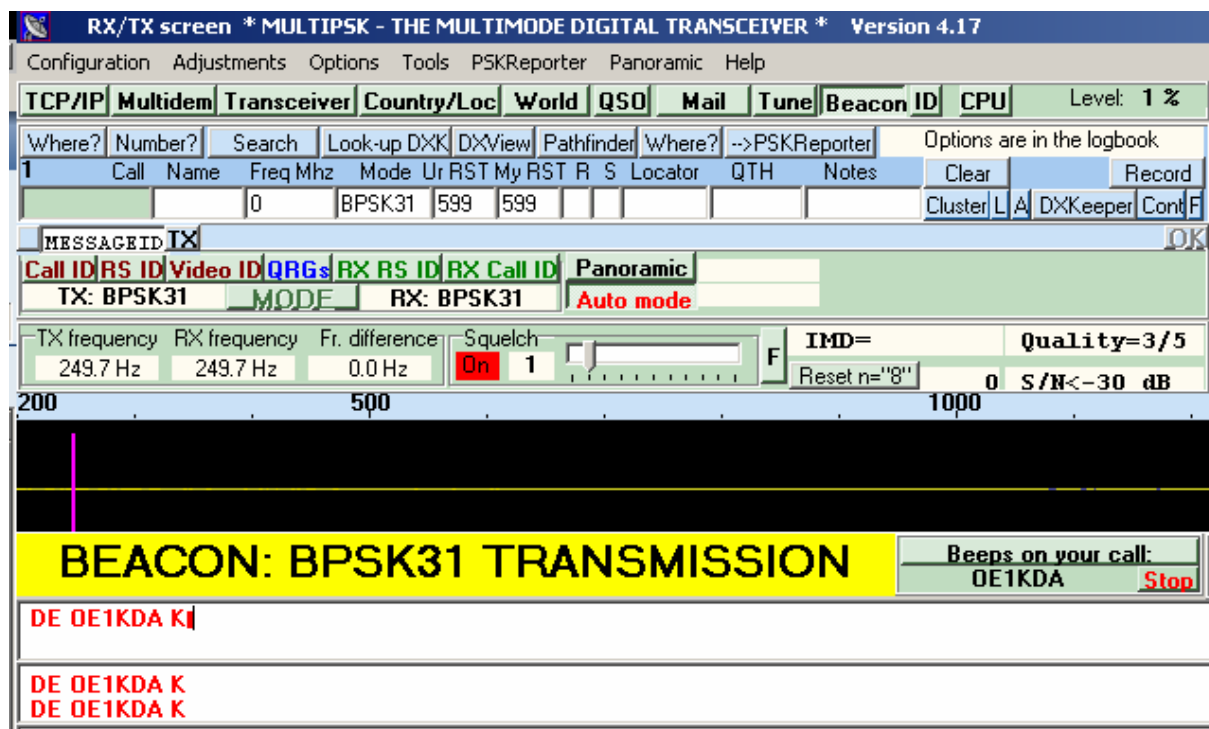 RX/TX screen * MULTIPSK - THE MULTIMODE DIGITAL TRANSCEIVER * Version 4.17
Configuration Adjustments Options Tools PSKReporter Panoramic Help
TCP/IP Multidem Transceiver Country/Loc World QSO Mail Tune Beacon ID CPU Level: 1 %
Where? Number? Search Look-up DXK DXView Pathfinder Where? -->PSKReporter Options are in the logbook
1 Call Name Freq Mhz Mode Ur RST My RST R S Locator QTH Notes Clear Record
0 BPSK31 599 599 Cluster L A DXKeeper Cont F
MESSAGEID TX OK
Call ID RS ID Video ID QRGs RX RS ID RX Call ID Panoramic
TX: BPSK31 MODE RX: BPSK31 Auto mode
TX frequency RX frequency Fr. difference Squelch F IMD= Quality=3/5
249.7 Hz 249.7 Hz 0.0 Hz On 1 Reset n="8" 0 S/N<-30 dB
200 500 1000
BEACON: BPSK31 TRANSMISSION Beeps on your call:
OE1KDA Stop
DE OE1KDA K
DE OE1KDA K
DE OE1KDA K